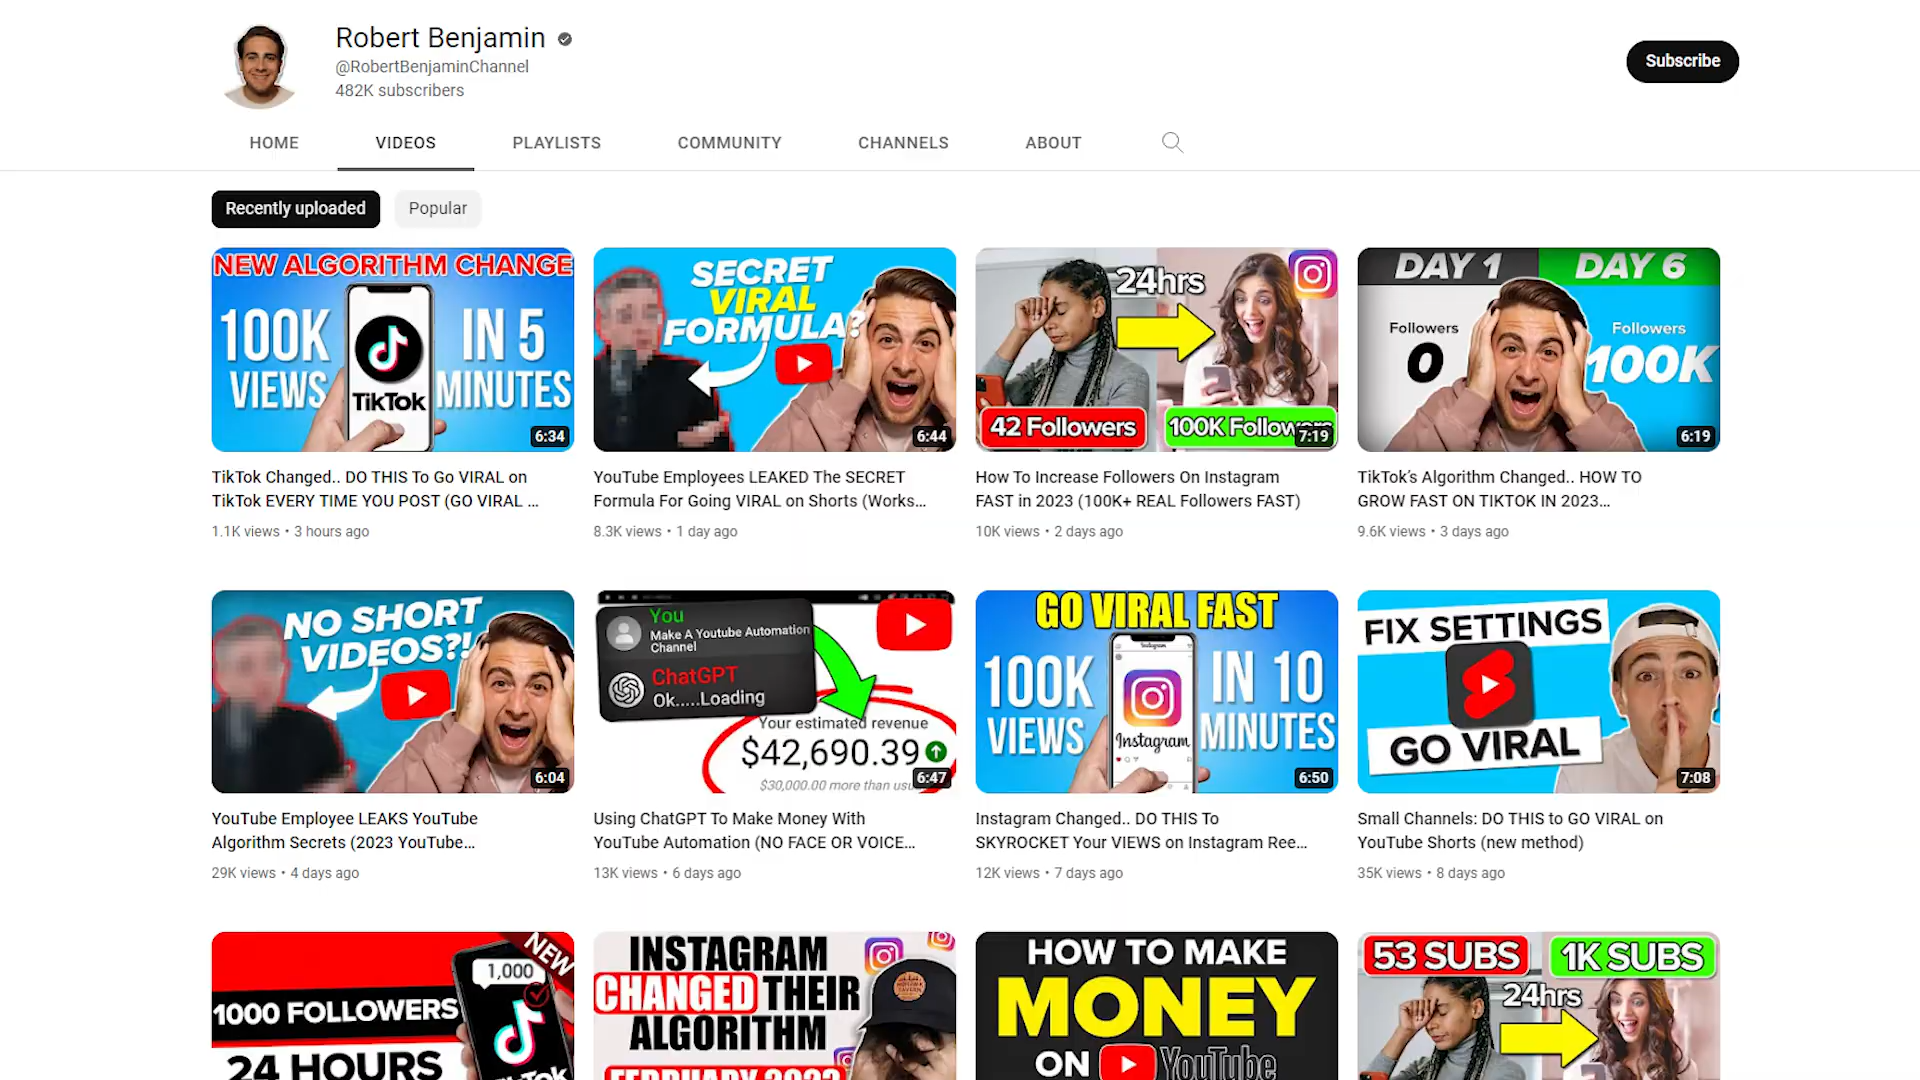 Robert Benjamin
@RobertBenjaminChannel
482K subscribers
Subscribe
HOME VIDEOS PLAYLISTS COMMUNITY CHANNELS ABOUT
Recently uploaded Popular
NEW ALGORITHM CHANGE
100K VIEWS
IN 5 MINUTES
TikTok
6:34
SECRET
VIRAL
FORMULA?
6:44
24hrs
42 Followers
100K Followers
7:19
DAY 1
DAY 6
Followers
0
Followers
100K
6:19
TikTok Changed.. DO THIS To Go VIRAL on
TikTok EVERY TIME YOU POST (GO VIRAL ...
1.1K views • 3 hours ago
YouTube Employees LEAKED The SECRET
Formula For Going VIRAL on Shorts (Works...
8.3K views • 1 day ago
How To Increase Followers On Instagram
FAST in 2023 (100K+ REAL Followers FAST)
10K views • 2 days ago
TikTok’s Algorithm Changed.. HOW TO
GROW FAST ON TIKTOK IN 2023...
9.6K views • 3 days ago
NO SHORT
VIDEOS?!
6:04
You
Make A Youtube Automation
Channel
ChatGPT
Ok.....Loading
Your estimated revenue
$42,690.39
$30,000.00 more than
6:47
GO VIRAL FAST
100K VIEWS
IN 10 MINUTES
Instagram
Instagram
6:50
FIX SETTINGS
GO VIRAL
7:08
YouTube Employee LEAKS YouTube
Algorithm Secrets (2023 YouTube...
29K views • 4 days ago
Using ChatGPT To Make Money With
YouTube Automation (NO FACE OR VOICE...
13K views • 6 days ago
Instagram Changed.. DO THIS To
SKYROCKET Your VIEWS on Instagram Ree...
12K views • 7 days ago
Small Channels: DO THIS to GO VIRAL on
YouTube Shorts (new method)
35K views • 8 days ago
NEW
1,000
1000 FOLLOWERS
24 HOURS
INSTAGRAM
CHANGED THEIR
ALGORITHM
FEBRUARY 2023
HOW TO MAKE
MONEY
ON YouTube
53 SUBS
1K SUBS
24hrs